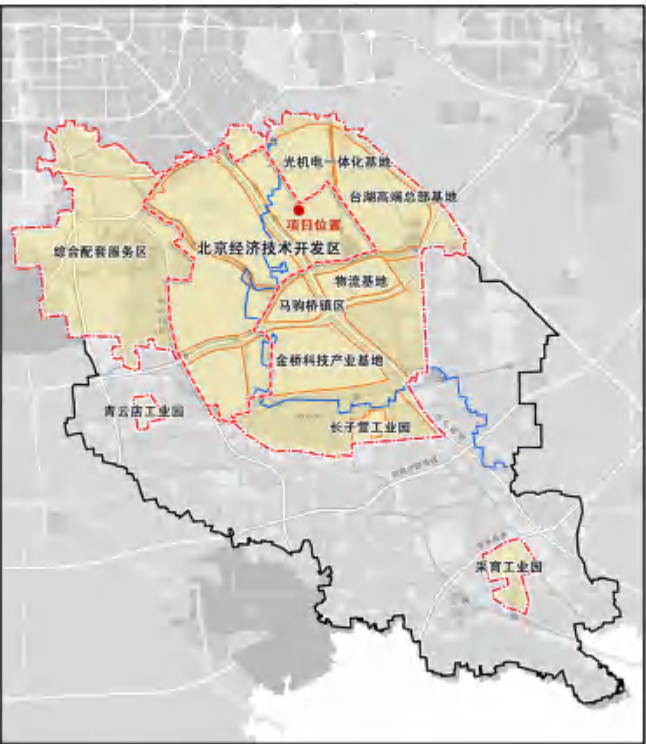 光机电一体化基地
台湖高端总部基地
项目位置
北京经济技术开发区
综合配套服务区
物流基地
马驹桥镇区
金桥科技产业基地
青云店工业园
长子营工业园
采育工业园